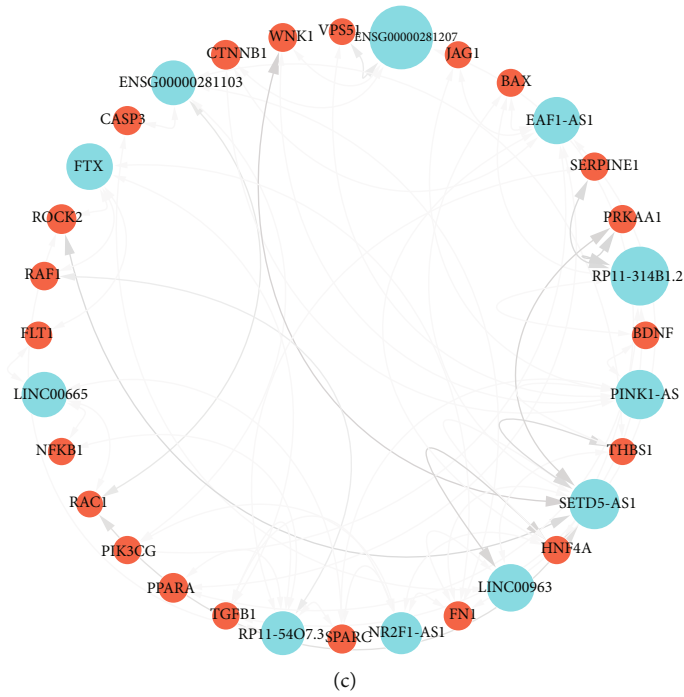 VPS51
ENSG00000281207
WNK1
JAG1
CTNNB1
BAX
ENSG00000281103
EAF1-AS1
CASP3
SERPINE1
FTX
PRKAA1
ROCK2
RP11-314B1.2
RAF1
BDNF
FLT1
PINK1-AS
LINC00665
THBS1
NFKB1
SETD5-AS1
RAC1
HNF4A
PIK3CG
LINC00963
PPARA
FN1
TGFB1
NR2F1-AS1
RP11-54O7.3
SPARC
(c)